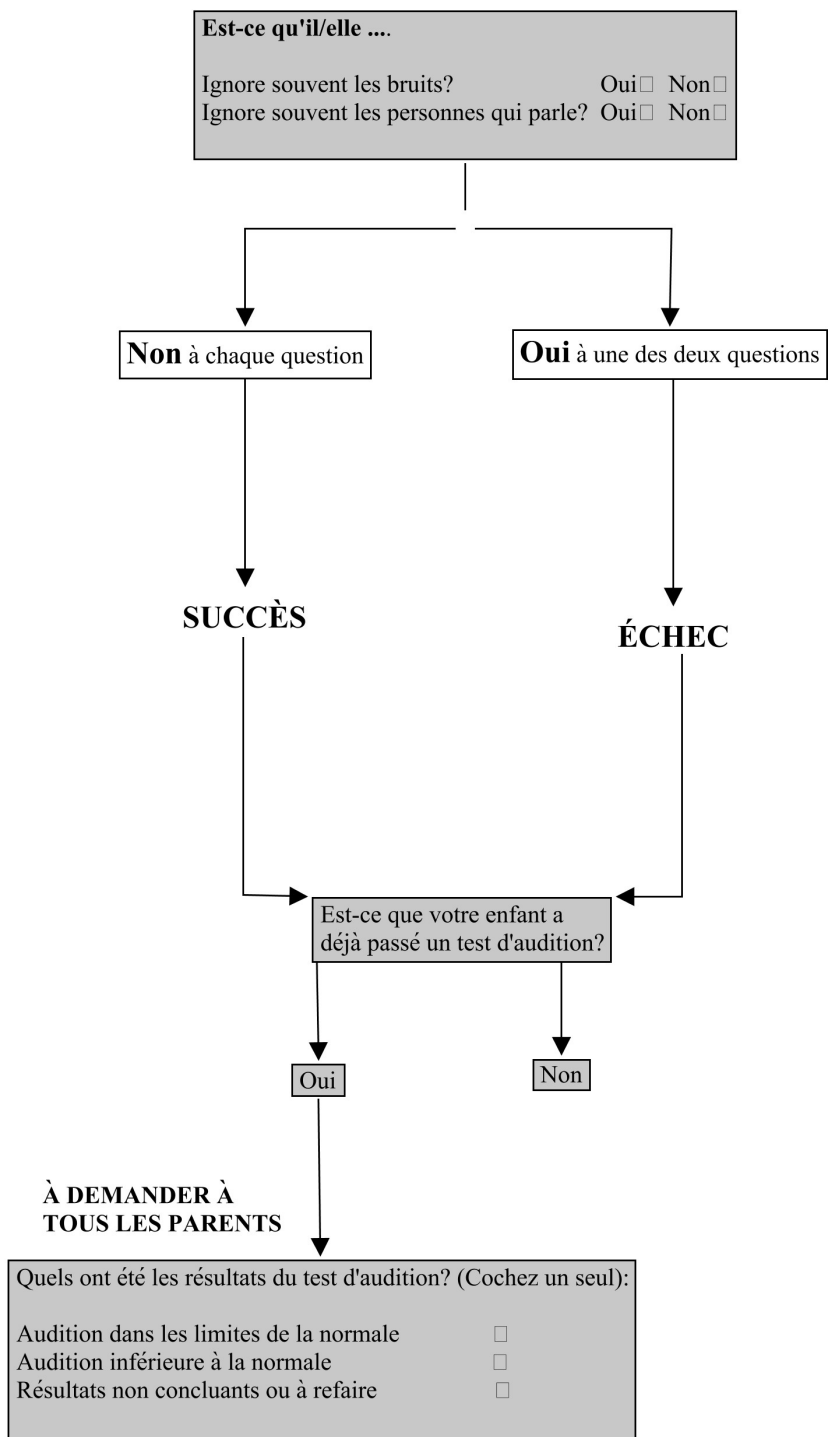 Est-ce qu'il/elle ....
Ignore souvent les bruits? Oui□ Non□
Ignore souvent les personnes qui parle? Oui□ Non□
Non à chaque question
Oui à une des deux questions
SUCCÈS
ÉCHEC
Est-ce que votre enfant a
déjà passé un test d'audition?
Oui
Non
À DEMANDER À
TOUS LES PARENTS
Quels ont été les résultats du test d'audition? (Cochez un seul):
Audition dans les limites de la normale □
Audition inférieure à la normale □
Résultats non concluants ou à refaire □